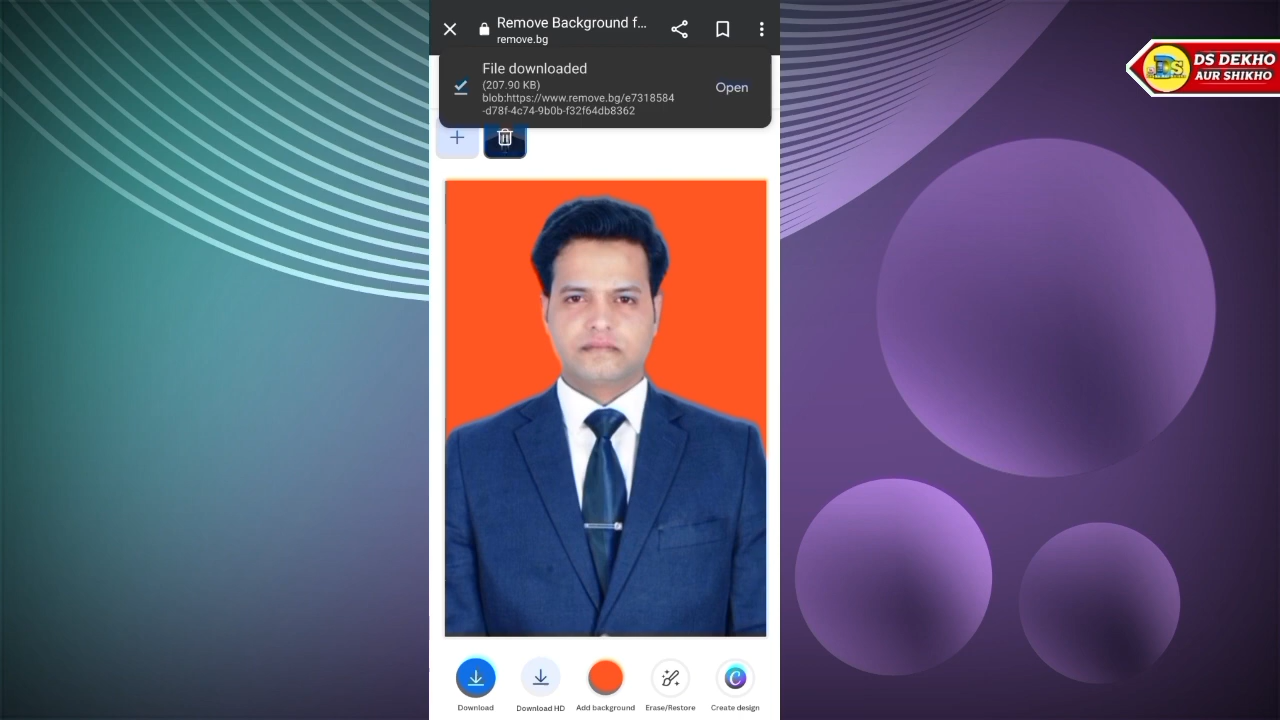 Remove Background f...
remove.bg
File downloaded
(207.90 KB)
blob:https://www.remove.bg/e7318584
-d78f-4c74-9b0b-f32f64db8362
Open
DS DEKHO
AUR SHIKHO
DS
Download
Download HD
Add background
Erase/Restore
Create design
C